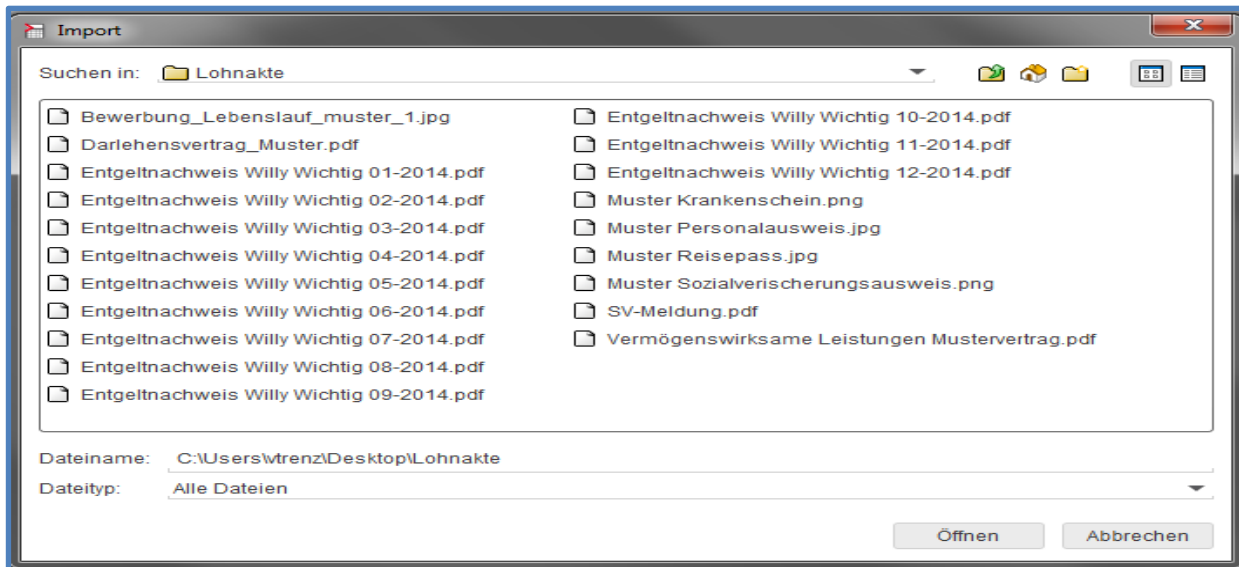 Import
Suchen in: Lohnakte
Bewerbung_Lebenslauf_muster_1.jpg
Darlehensvertrag_Muster.pdf
Entgeltnachweis Willy Wichtig 01-2014.pdf
Entgeltnachweis Willy Wichtig 02-2014.pdf
Entgeltnachweis Willy Wichtig 03-2014.pdf
Entgeltnachweis Willy Wichtig 04-2014.pdf
Entgeltnachweis Willy Wichtig 05-2014.pdf
Entgeltnachweis Willy Wichtig 06-2014.pdf
Entgeltnachweis Willy Wichtig 07-2014.pdf
Entgeltnachweis Willy Wichtig 08-2014.pdf
Entgeltnachweis Willy Wichtig 09-2014.pdf
Entgeltnachweis Willy Wichtig 10-2014.pdf
Entgeltnachweis Willy Wichtig 11-2014.pdf
Entgeltnachweis Willy Wichtig 12-2014.pdf
Muster Krankenschein.png
Muster Personalausweis.jpg
Muster Reisepass.jpg
Muster Sozialverischerungsausweis.png
SV-Meldung.pdf
Vermögenswirksame Leistungen Mustervertrag.pdf
Dateiname: C:\Users\vtrenz\Desktop\Lohnakte
Dateityp: Alle Dateien
Öffnen Abbrechen